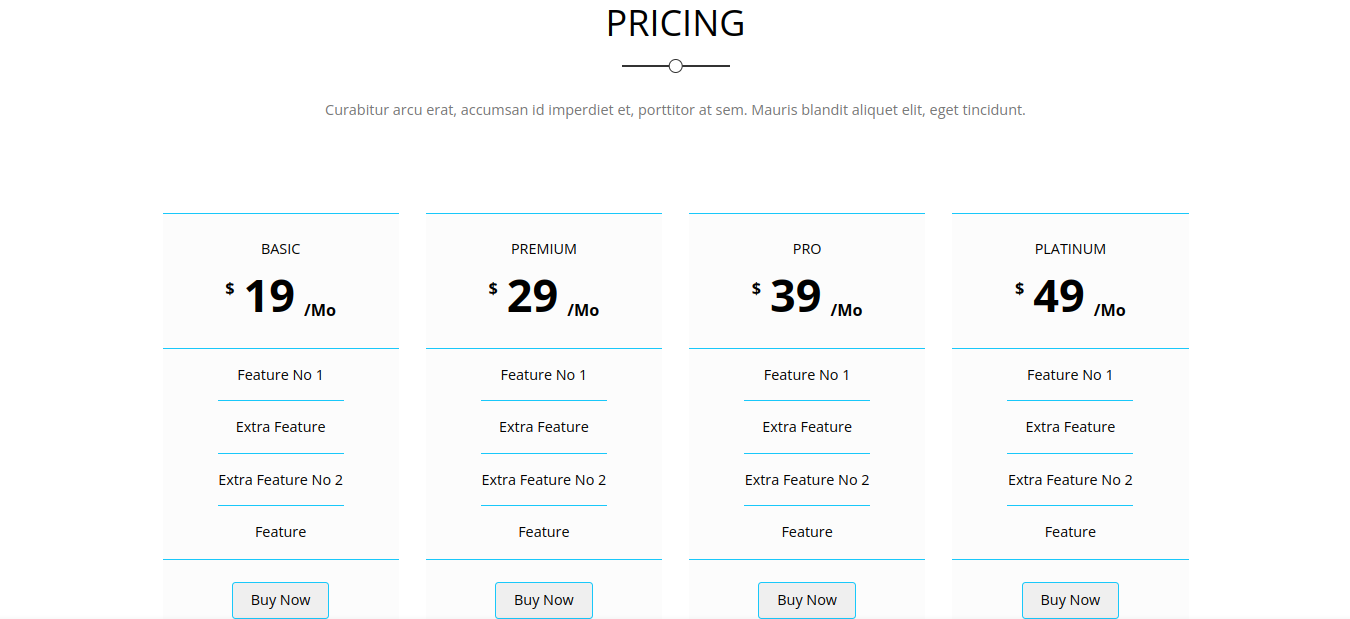 PRICING
Curabitur arcu erat, accumsan id imperdiet et, porttitor at sem. Mauris blandit aliquet elit, eget tincidunt.
BASIC
$ 19 /Mo
Feature No 1
Extra Feature
Extra Feature No 2
Feature
Buy Now
PREMIUM
$ 29 /Mo
Feature No 1
Extra Feature
Extra Feature No 2
Feature
Buy Now
PRO
$ 39 /Mo
Feature No 1
Extra Feature
Extra Feature No 2
Feature
Buy Now
PLATINUM
$ 49 /Mo
Feature No 1
Extra Feature
Extra Feature No 2
Feature
Buy Now